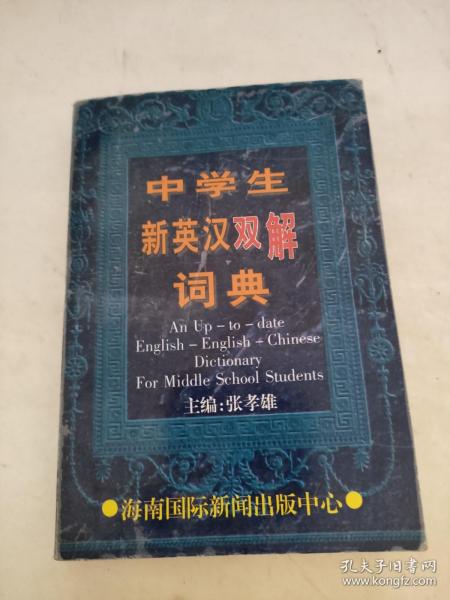 中学生
新英汉双解
词典
An Up-to-date
English-English-Chinese
Dictionary
For Middle School Students
主编:张孝雄
●海南国际新闻出版中心●
孔夫子旧书网
www.kongfz.com